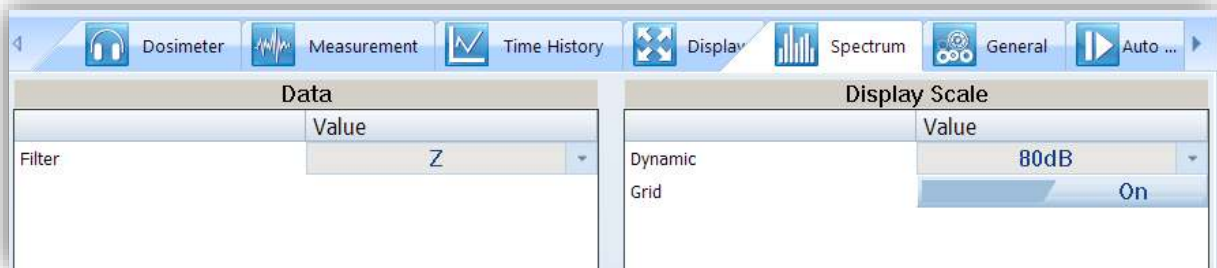 Dosimeter Measurement Time History Display Spectrum General Auto ...
Data
Value
Filter Z
Display Scale
Value
Dynamic 80dB
Grid On